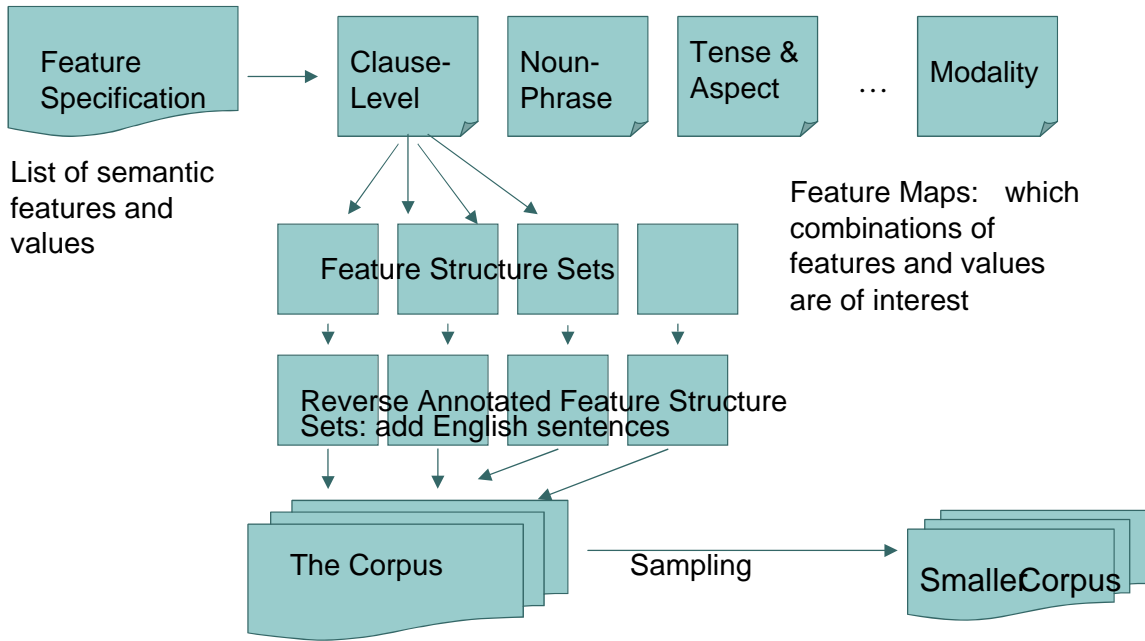 Feature
Specification
Clause-
Level
Noun-
Phrase
Tense &
Aspect
…
Modality
List of semantic
features and
values
Feature Maps: which
combinations of
features and values
are of interest
Feature Structure Sets
Reverse Annotated Feature Structure
Sets: add English sentences
The Corpus
Sampling
Smaller Corpus